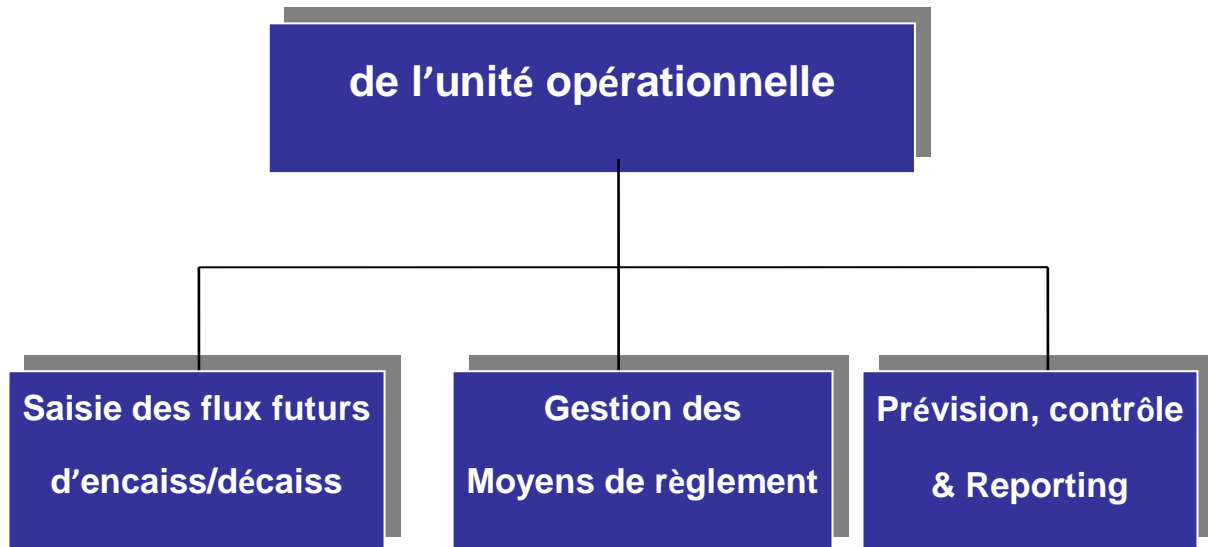 de l’unité opérationnelle
Saisie des flux futurs
d’encaiss/décaiss
Gestion des
Moyens de règlement
Prévision, contrôle
& Reporting